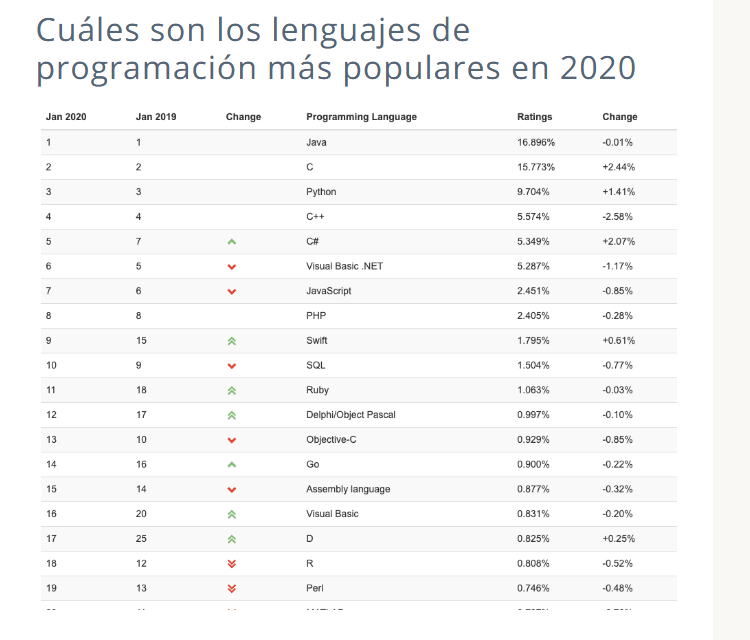 Cuáles son los lenguajes de
programación más populares en 2020
Jan 2020 Jan 2019 Change Programming Language Ratings Change
1 1 Java 16.896% -0.01%
2 2 C 15.773% +2.44%
3 3 Python 9.704% +1.41%
4 4 C++ 5.574% -2.58%
5 7 C# 5.349% +2.07%
6 5 Visual Basic .NET 5.287% -1.17%
7 6 JavaScript 2.451% -0.85%
8 8 PHP 2.405% -0.28%
9 15 Swift 1.795% +0.61%
10 9 SQL 1.504% -0.77%
11 18 Ruby 1.063% -0.03%
12 17 Delphi/Object Pascal 0.997% -0.10%
13 10 Objective-C 0.929% -0.85%
14 16 Go 0.900% -0.22%
15 14 Assembly language 0.877% -0.32%
16 20 Visual Basic 0.831% -0.20%
17 25 D 0.825% +0.25%
18 12 R 0.808% -0.52%
19 13 Perl 0.746% -0.48%